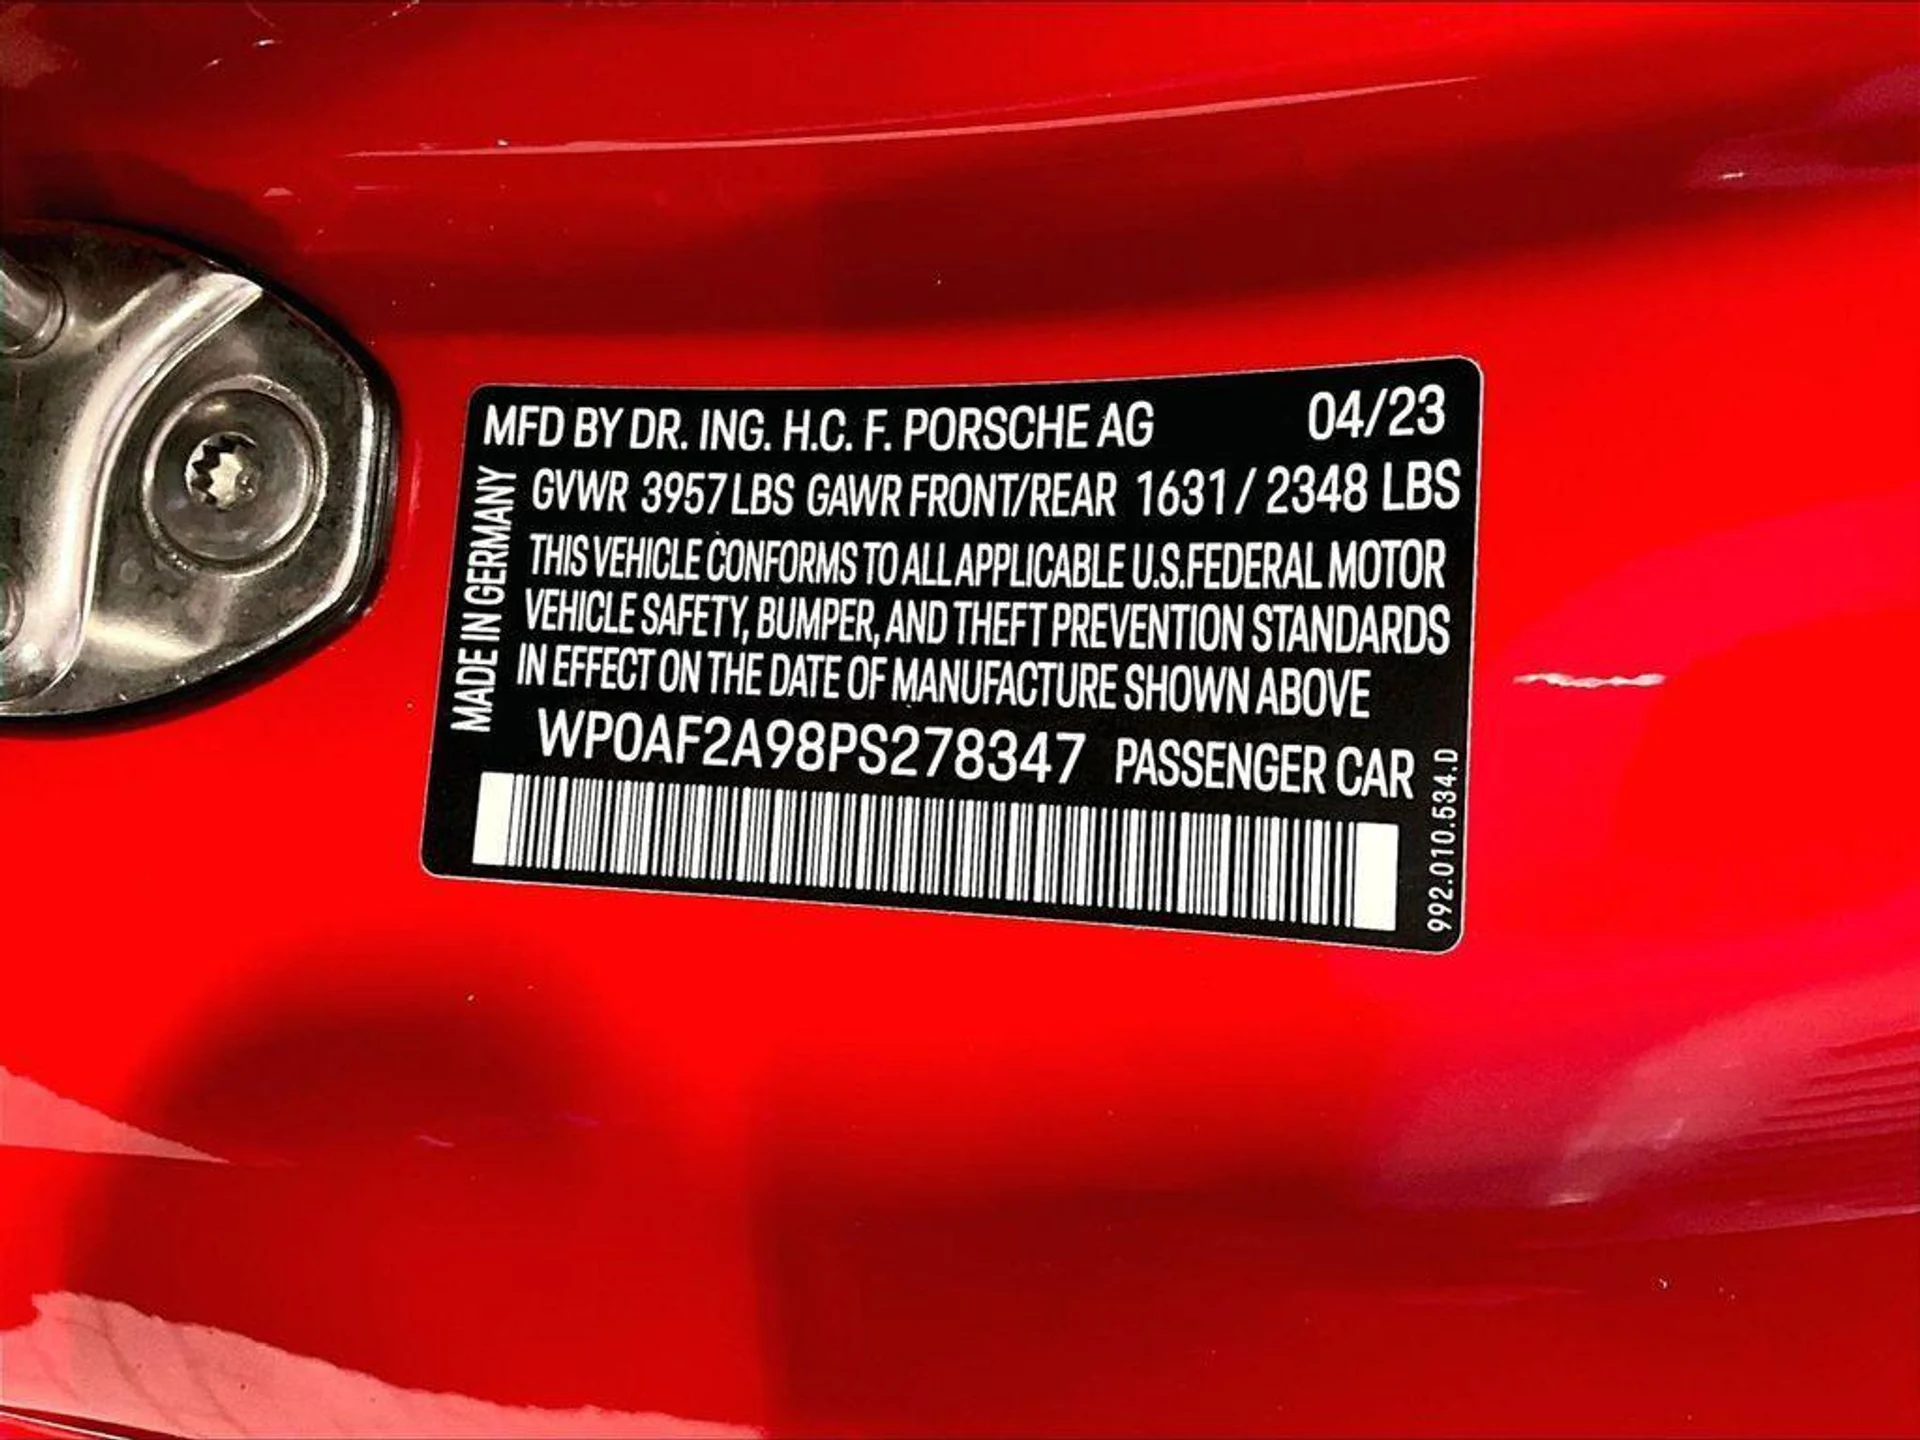 MFD BY DR. ING. H.C. F. PORSCHE AG 04/23
GVWR 3957 LBS GAWR FRONT/REAR 1631 / 2348 LBS
MADE IN GERMANY
THIS VEHICLE CONFORMS TO ALL APPLICABLE U.S.FEDERAL MOTOR
VEHICLE SAFETY, BUMPER, AND THEFT PREVENTION STANDARDS
IN EFFECT ON THE DATE OF MANUFACTURE SHOWN ABOVE
WP0AF2A98PS278347 PASSENGER CAR
992.010.534.D